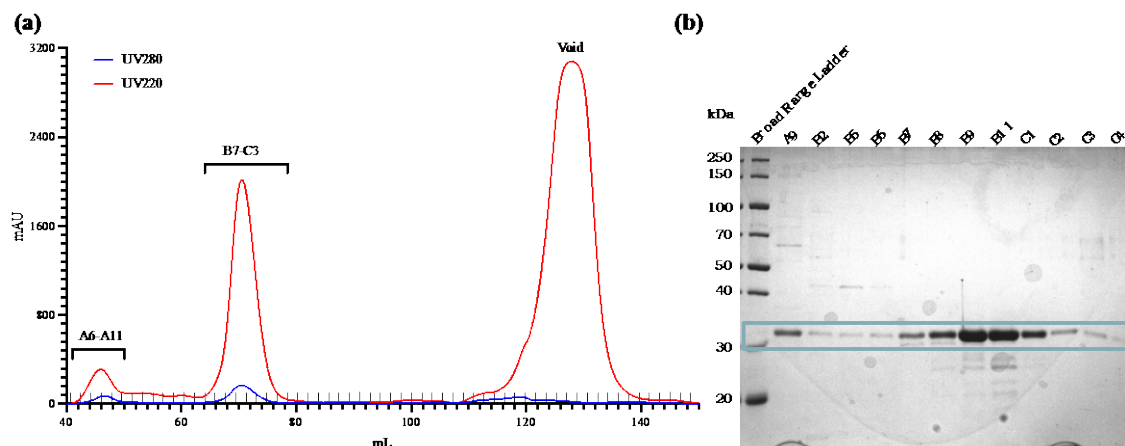 (a)
3200
2400
1600
800
0
mAU
UV280
UV220
A6-A11
B7-C3
Void
40
60
80
100
120
140
mL
(b)
kDa
Broad Range Ladder
A9
B2
B5
B6
B7
B8
B9
B11
C1
C2
C3
C4
250
150
100
70
50
40
30
20